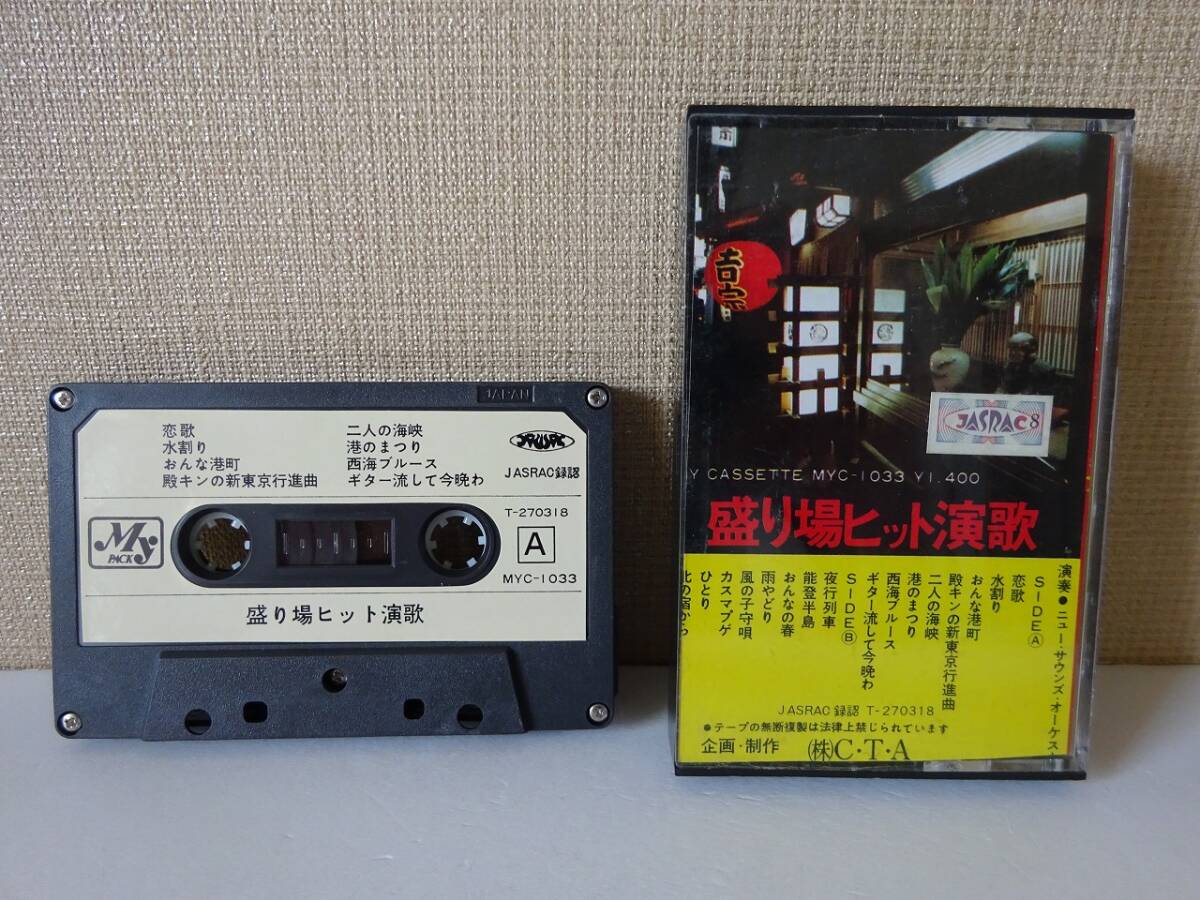 JAPAN
恋歌
水割り
おんな港町
殿キンの新東京行進曲
二人の海峡
港のまつり
西海ブルース
ギター流して今晩わ
JASRAC
JASRAC録認
T-270318
A
MYC-1033
My
PACK
盛り場ヒット演歌
JASRAC 8
Y CASSETTE MYC-1033 ¥1.400
盛り場ヒット演歌
演奏●ニュー・サウンズ・オーケスト
SIDE Ⓐ
恋歌
水割り
おんな港町
殿キンの新東京行進曲
二人の海峡
港のまつり
西海ブルース
ギター流して今晩わ
SIDE Ⓑ
夜行列車
能登半島
おんなの春
雨やどり
風の子守唄
カスマプゲ
ひとり
北の宿から
JASRAC録認 T-270318
●テープの無断複製は法律上禁じられています
企画・制作 ㈱C・T・A